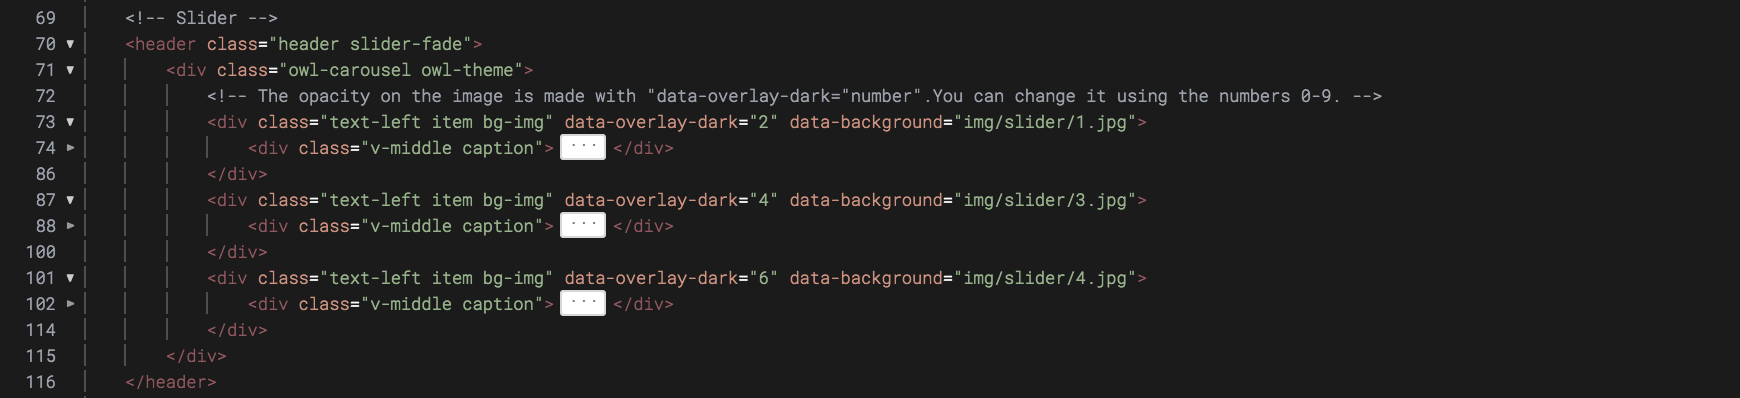 69 <!-- Slider -->
70 ▼ <header class="header slider-fade">
71 ▼ <div class="owl-carousel owl-theme">
72 <!-- The opacity on the image is made with "data-overlay-dark="number".You can change it using the numbers 0-9. -->
73 ▼ <div class="text-left item bg-img" data-overlay-dark="2" data-background="img/slider/1.jpg">
74 ▶ <div class="v-middle caption"> ··· </div>
86 </div>
87 ▼ <div class="text-left item bg-img" data-overlay-dark="4" data-background="img/slider/3.jpg">
88 ▶ <div class="v-middle caption"> ··· </div>
100 </div>
101 ▼ <div class="text-left item bg-img" data-overlay-dark="6" data-background="img/slider/4.jpg">
102 ▶ <div class="v-middle caption"> ··· </div>
114 </div>
115 </div>
116 </header>